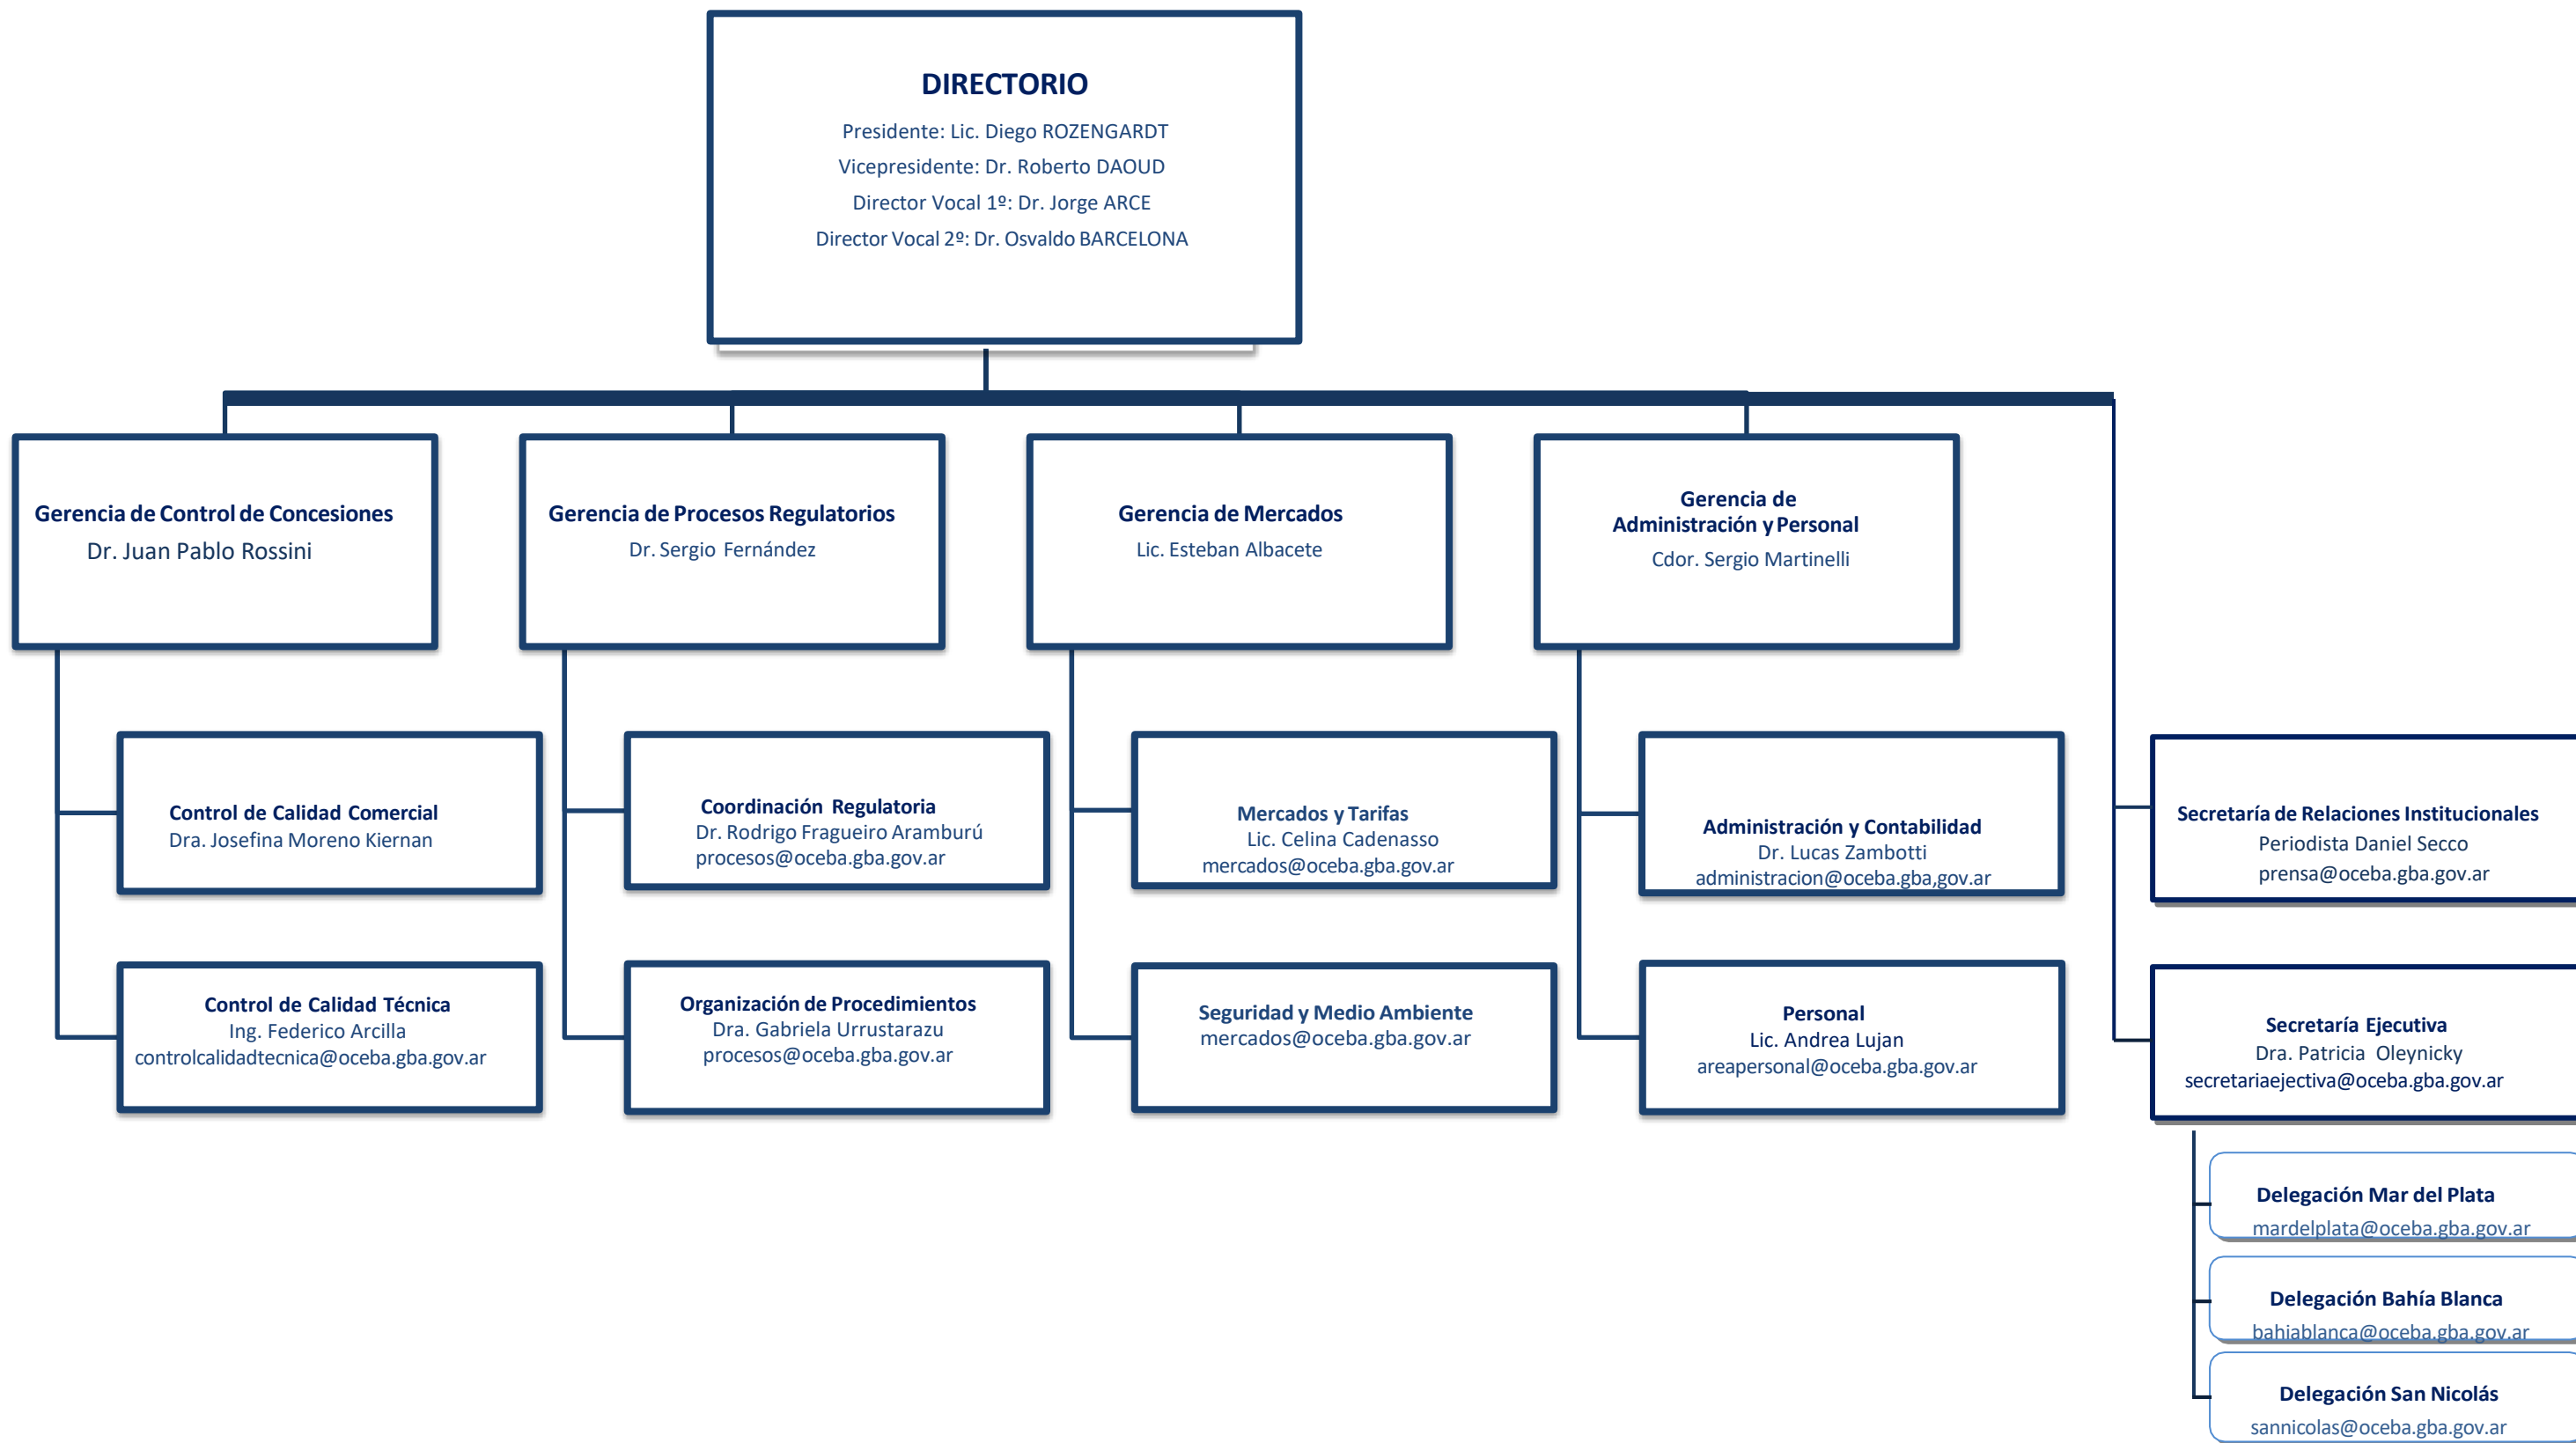 DIRECTORIO
Presidente: Lic. Diego ROZENGARDT
Vicepresidente: Dr. Roberto DAOUD
Director Vocal 1º: Dr. Jorge ARCE
Director Vocal 2º: Dr. Osvaldo BARCELONA
Gerencia de Control de Concesiones
Dr. Juan Pablo Rossini
Gerencia de Procesos Regulatorios
Dr. Sergio Fernández
Gerencia de Mercados
Lic. Esteban Albacete
Gerencia de
Administración y Personal
Cdor. Sergio Martinelli
Control de Calidad Comercial
Dra. Josefina Moreno Kiernan
Coordinación Regulatoria
Dr. Rodrigo Fragueiro Aramburú
procesos@oceba.gba.gov.ar
Mercados y Tarifas
Lic. Celina Cadenasso
mercados@oceba.gba.gov.ar
Administración y Contabilidad
Dr. Lucas Zambotti
administracion@oceba.gba,gov.ar
Secretaría de Relaciones Institucionales
Periodista Daniel Secco
prensa@oceba.gba.gov.ar
Control de Calidad Técnica
Ing. Federico Arcilla
controlcalidadtecnica@oceba.gba.gov.ar
Organización de Procedimientos
Dra. Gabriela Urrustarazu
procesos@oceba.gba.gov.ar
Seguridad y Medio Ambiente
mercados@oceba.gba.gov.ar
Personal
Lic. Andrea Lujan
areapersonal@oceba.gba.gov.ar
Secretaría Ejecutiva
Dra. Patricia Oleynicky
secretariaejectiva@oceba.gba.gov.ar
Delegación Mar del Plata
mardelplata@oceba.gba.gov.ar
Delegación Bahía Blanca
bahiablanca@oceba.gba.gov.ar
Delegación San Nicolás
sannicolas@oceba.gba.gov.ar